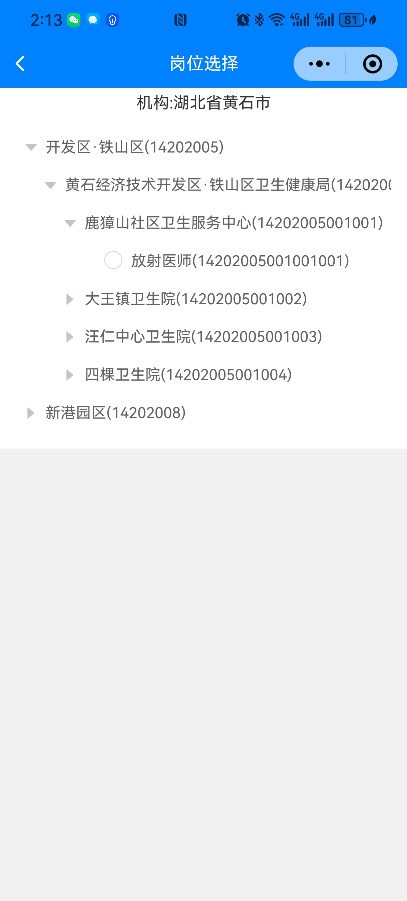 2:13
4G 4G 81
岗位选择
机构:湖北省黄石市
开发区·铁山区(14202005)
黄石经济技术开发区·铁山区卫生健康局(1420200
鹿獐山社区卫生服务中心(14202005001001)
放射医师(14202005001001001)
大王镇卫生院(14202005001002)
汪仁中心卫生院(14202005001003)
四棵卫生院(14202005001004)
新港园区(14202008)